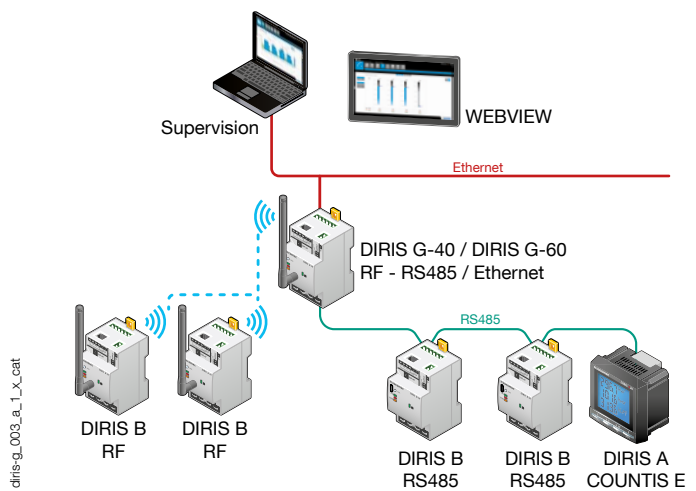 Supervision
WEBVIEW
Ethernet
DIRIS G-40 / DIRIS G-60
RF - RS485 / Ethernet
RS485
DIRIS B
RF
DIRIS B
RF
DIRIS B
RS485
DIRIS B
RS485
DIRIS A
COUNTIS E
diris-g_003_a_1_x_cat